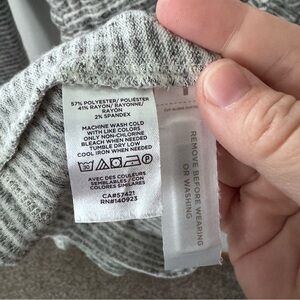 57% POLYESTER/ POLIÉSTER
41% RAYON/ RAYONNE/
RAYÓN
2% SPANDEX
MACHINE WASH COLD
WITH LIKE COLORS
ONLY NON-CHLORINE
BLEACH WHEN NEEDED
TUMBLE DRY LOW
COOL IRON WHEN NEEDED
AVEC DES COULEURS
SEMBLABLES/ CON
COLORES SIMILARES
CA#57421
RN#140923
REMOVE BEFORE WEARING
OR WASHING